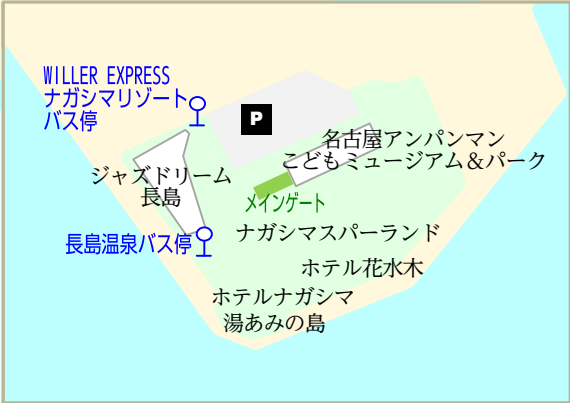 WILLER EXPRESS
ナガシマリゾート
バス停
P
名古屋アンパンマン
こどもミュージアム＆パーク
ジャズドリーム
長島
メインゲート
ナガシマスパーランド
長島温泉バス停
ホテル花水木
ホテルナガシマ
湯あみの島